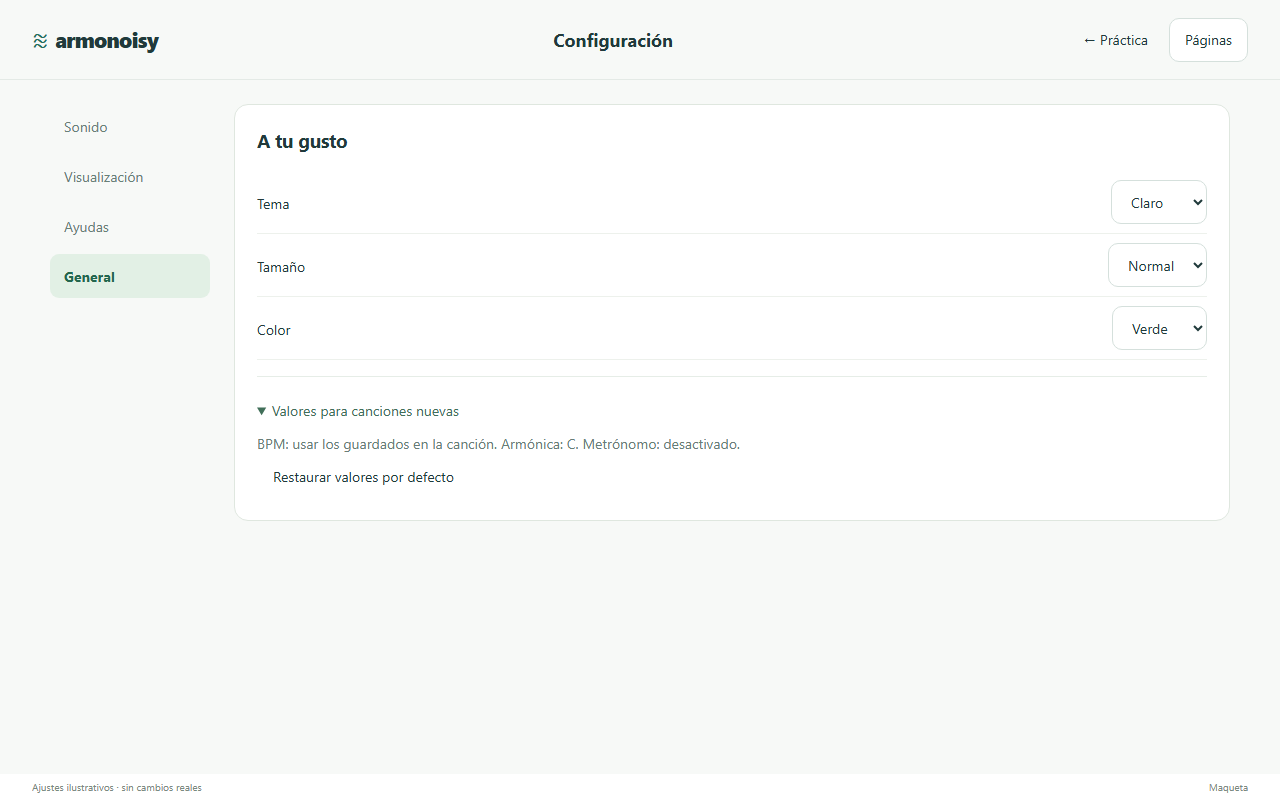 armonoisy
Configuración
← Práctica
Páginas
Sonido
Visualización
Ayudas
General
A tu gusto
Tema
Claro
Tamaño
Normal
Color
Verde
▼ Valores para canciones nuevas
BPM: usar los guardados en la canción. Armónica: C. Metrónomo: desactivado.
Restaurar valores por defecto
Ajustes ilustrativos · sin cambios reales
Maqueta